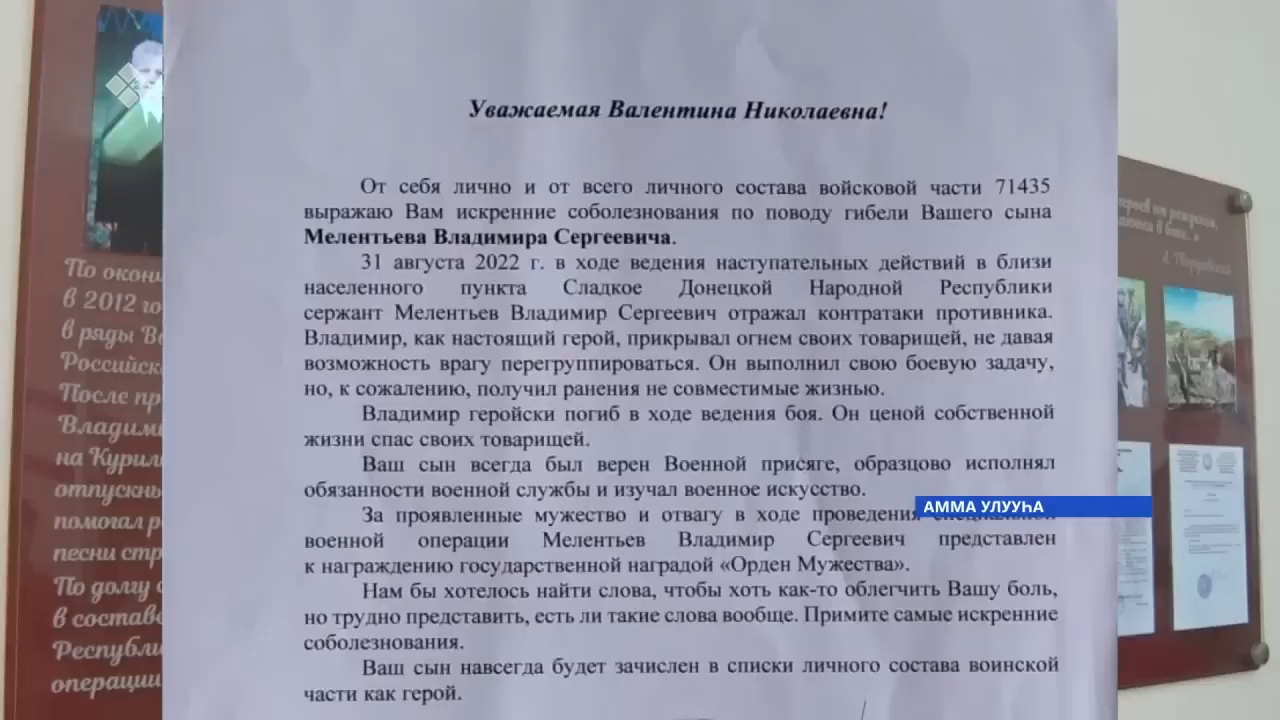 Уважаемая Валентина Николаевна!
От себя лично и от всего личного состава войсковой части 71435
выражаю Вам искренние соболезнования по поводу гибели Вашего сына
Мелентьева Владимира Сергеевича.
31 августа 2022 г. в ходе ведения наступательных действий в близи
населенного пункта Сладкое Донецкой Народной Республики
сержант Мелентьев Владимир Сергеевич отражал контратаки противника.
Владимир, как настоящий герой, прикрывал огнем своих товарищей, не давая
возможность врагу перегруппироваться. Он выполнил свою боевую задачу,
но, к сожалению, получил ранения не совместимые жизнью.
Владимир геройски погиб в ходе ведения боя. Он ценой собственной
жизни спас своих товарищей.
Ваш сын всегда был верен Военной присяге, образцово исполнял
обязанности военной службы и изучал военное искусство.
За проявленные мужество и отвагу в ходе проведения
военной операции Мелентьев Владимир Сергеевич представлен
к награждению государственной наградой «Орден Мужества».
Нам бы хотелось найти слова, чтобы хоть как-то облегчить Вашу боль,
но трудно представить, есть ли такие слова вообще. Примите самые искренние
соболезнования.
Ваш сын навсегда будет зачислен в списки личного состава воинской
части как герой.
АММА УЛУУҺА
По оконч
в 2012 го
в ряды Во
Российск
После пр
Владими
на Курил
отпускны
помогал р
песни стр
По долгу
в составе
Республи
операции